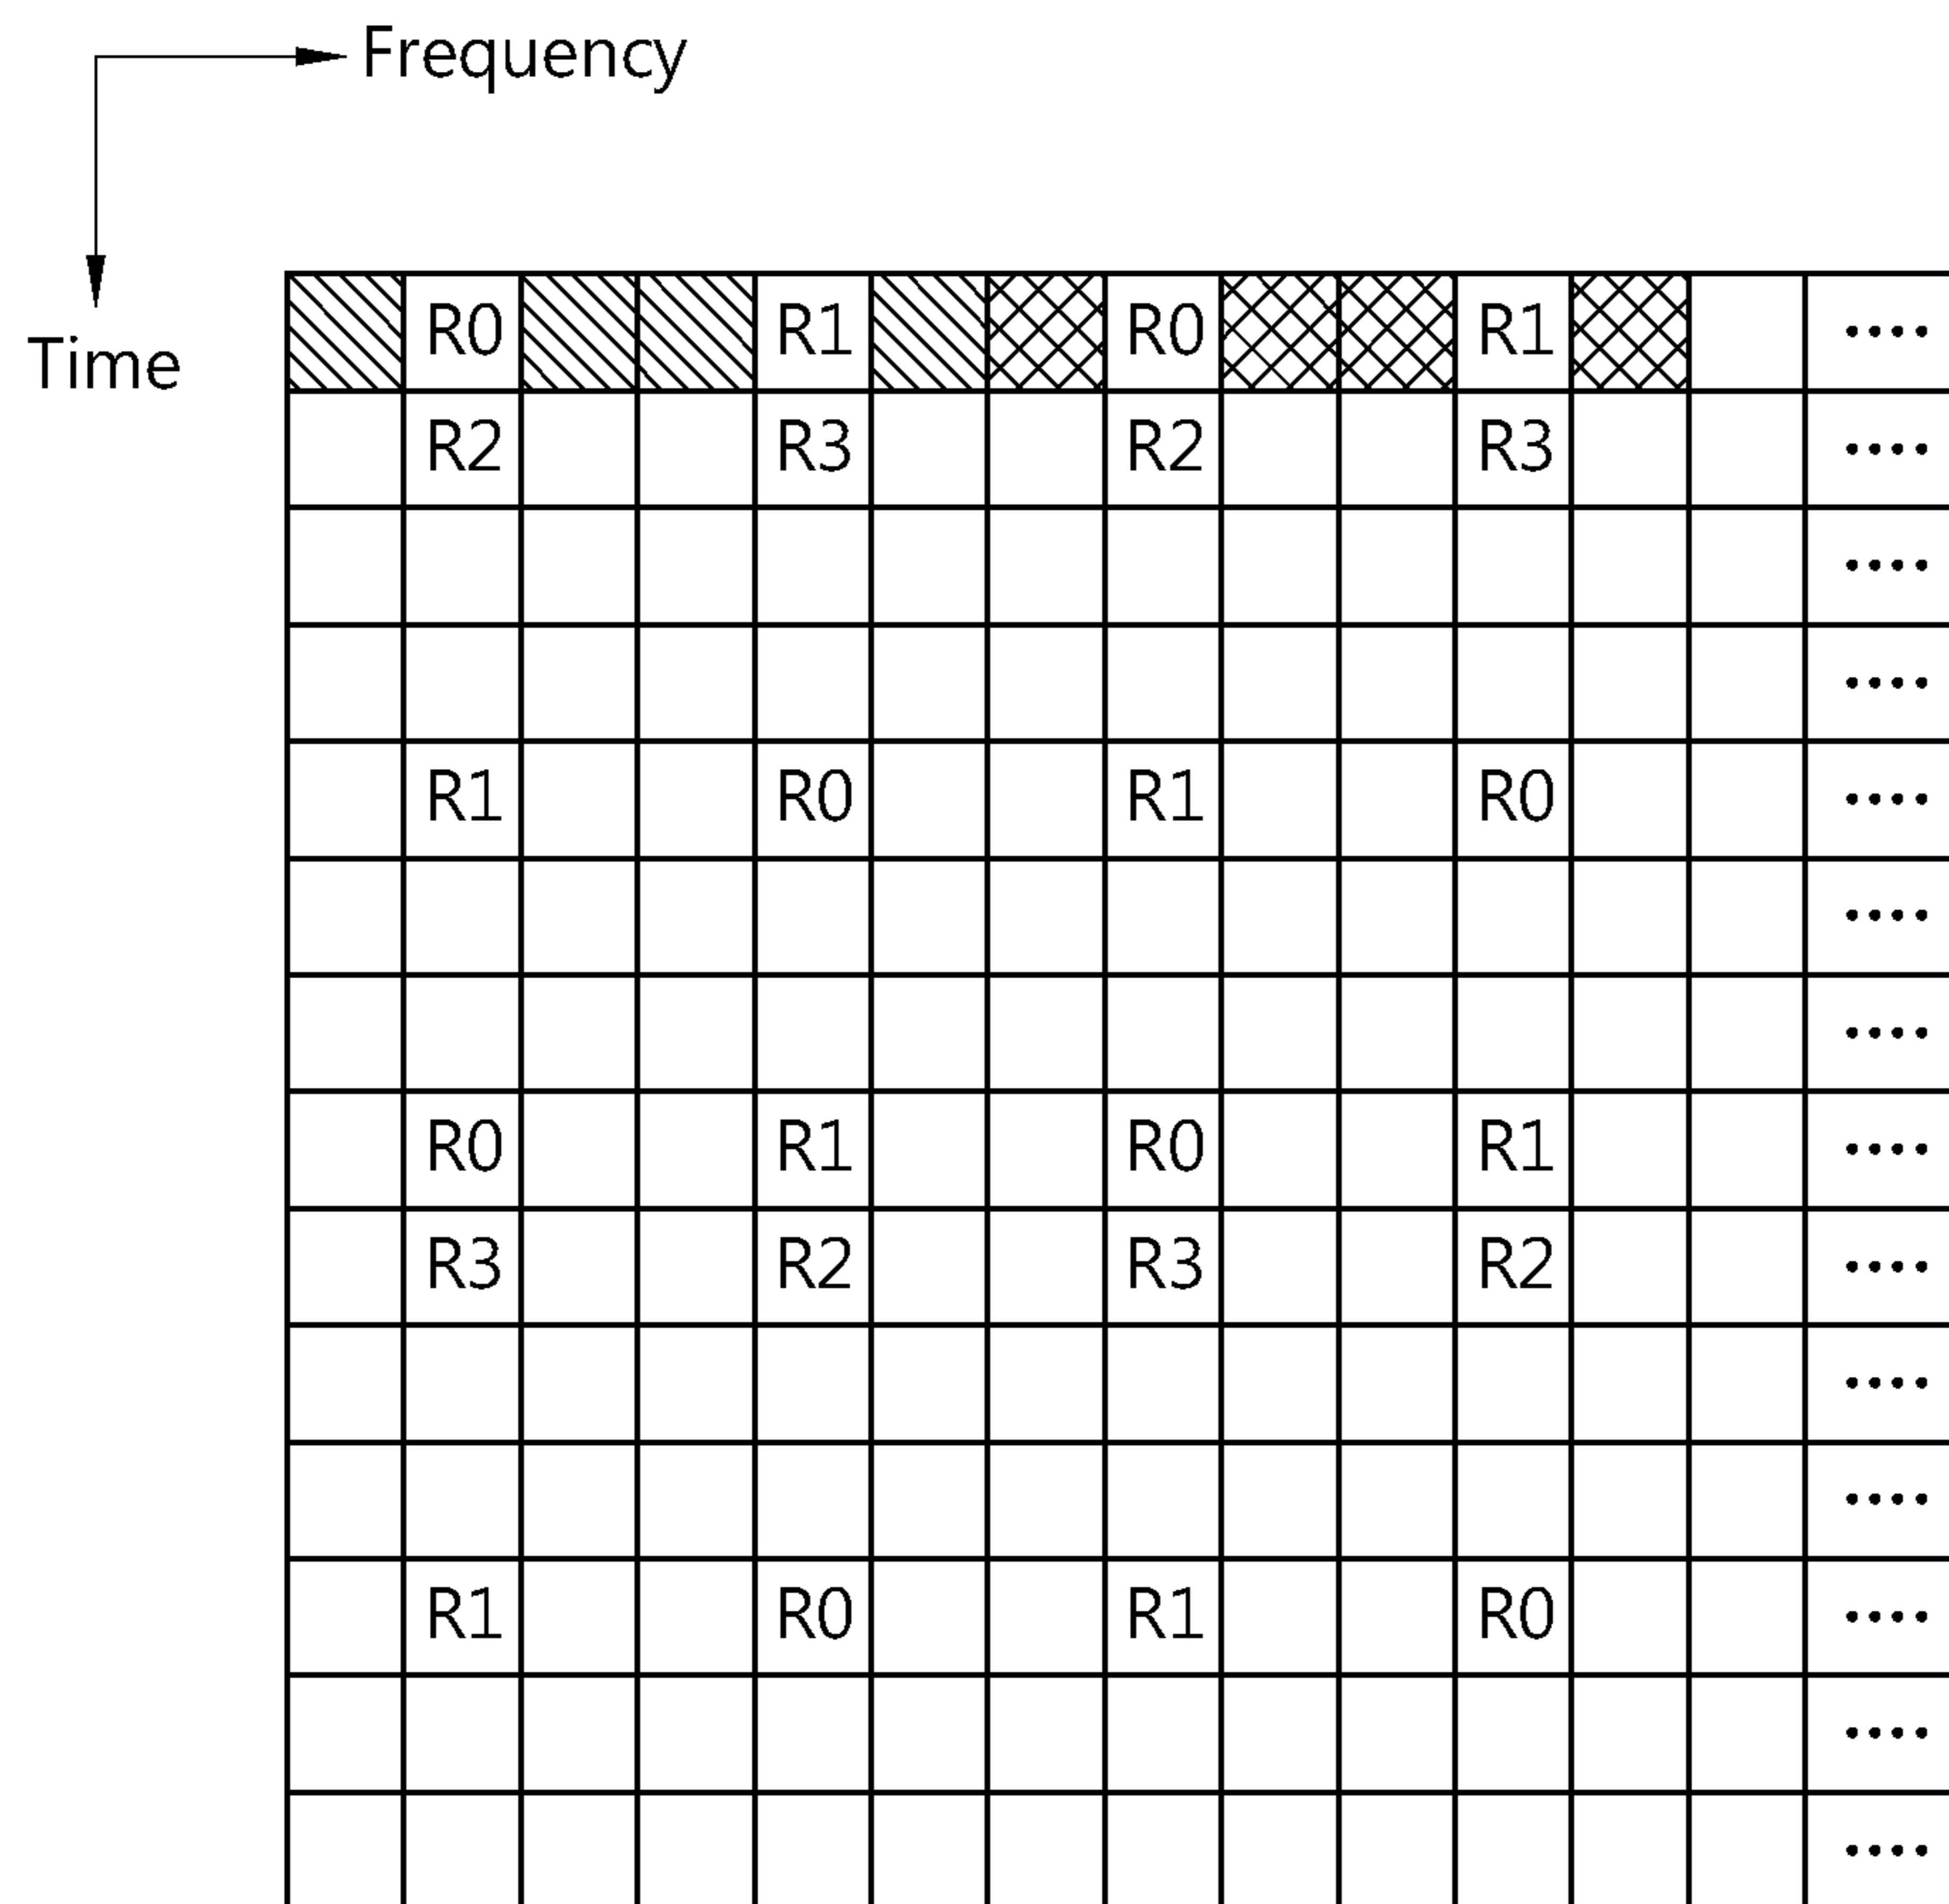 Frequency
Time
R0 R1 R0 R1 ....
R2 R3 R2 R3 ....
....
....
R1 R0 R1 R0 ....
....
....
R0 R1 R0 R1 ....
R3 R2 R3 R2 ....
....
....
R1 R0 R1 R0 ....
....
....